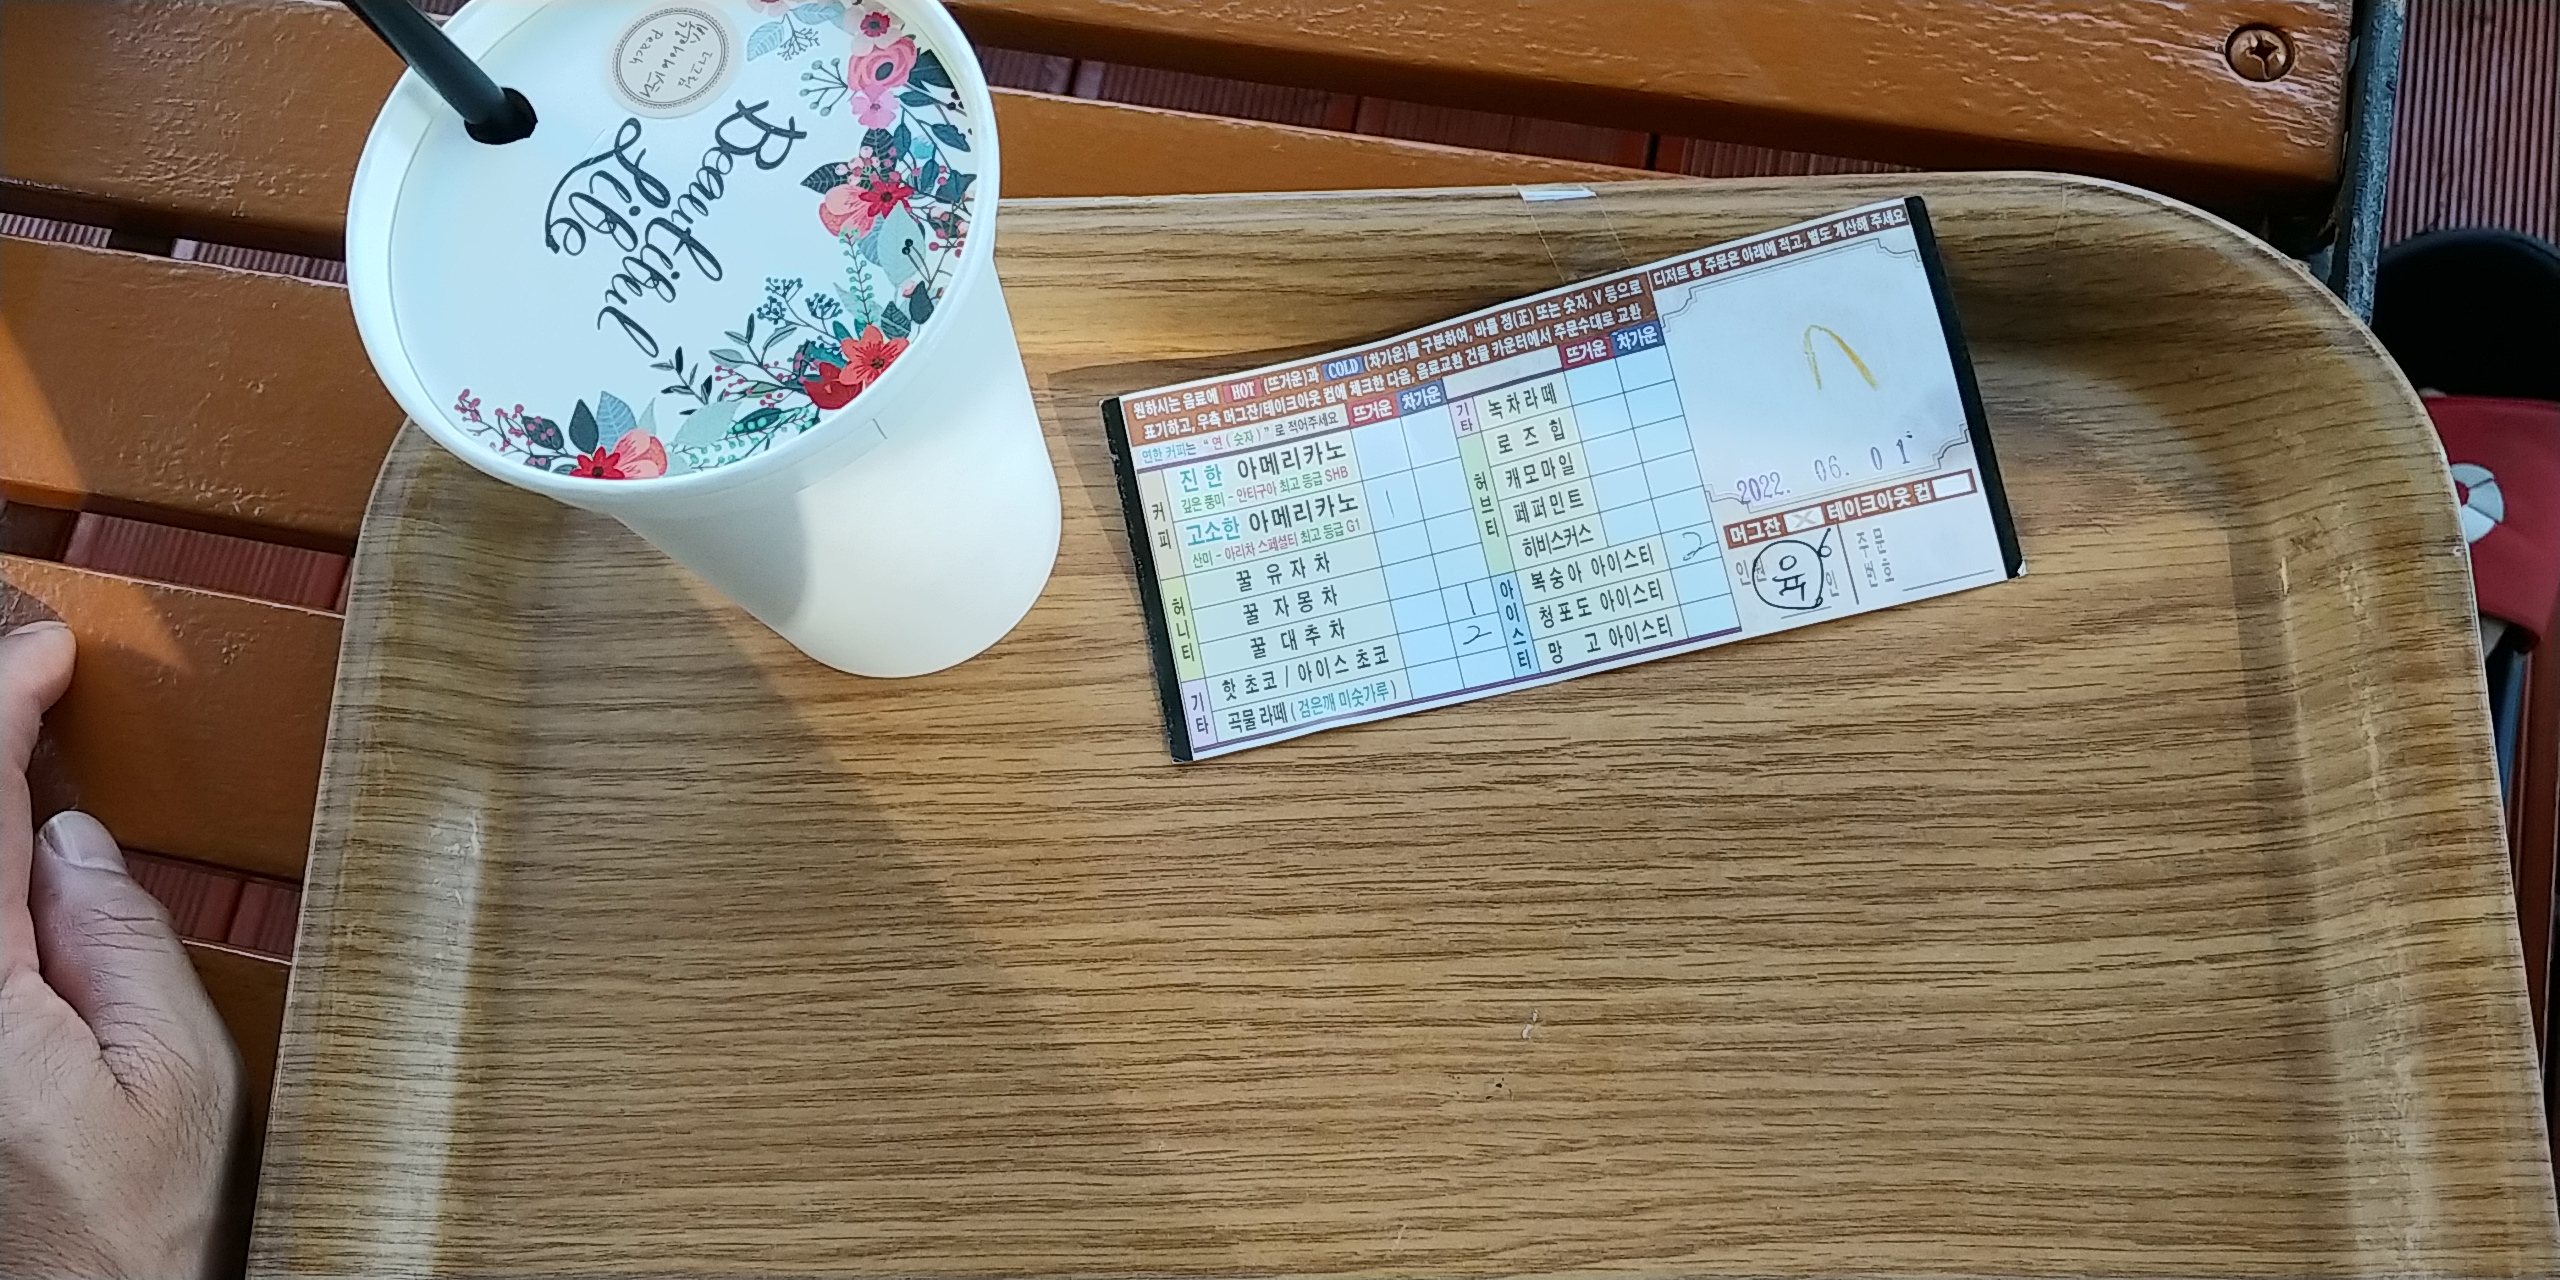 Beautiful
Life
더그림
복숭아 아이스티
Peach
원하시는 음료에 HOT (뜨거운)과 COLD (차가운)를 구분하여, 바를 정(正) 또는 숫자, V 등으로
표기하고, 우측 머그잔/테이크아웃 컵에 체크한 다음, 음료교환 건물 카운터에서 주문수대로 교환
연한 커피는 "연 (숫자)" 로 적어주세요 뜨거운 차가운
커피
진한 아메리카노
깊은 풍미 - 안티구아 최고 등급 SHB
고소한 아메리카노 1
산미 - 아리차 스페셜티 최고 등급 G1
허니티
꿀 유 자 차
꿀 자 몽 차 1
꿀 대 추 차 2
기타
핫 초코 / 아이스 초코
곡물 라떼 ( 검은깨 미숫가루 )
뜨거운 차가운
기타
녹 차 라 떼
허브티
로 즈 힙
캐 모 마 일
페 퍼 민 트
히비스커스
아이스티
복숭아 아이스티 2
청포도 아이스티
망 고 아이스티
디저트 빵 주문은 아래에 적고, 별도 계산해 주세요
2022. 06. 01
머그잔 X 테이크아웃 컵
인원 육 6 인
주문
번호